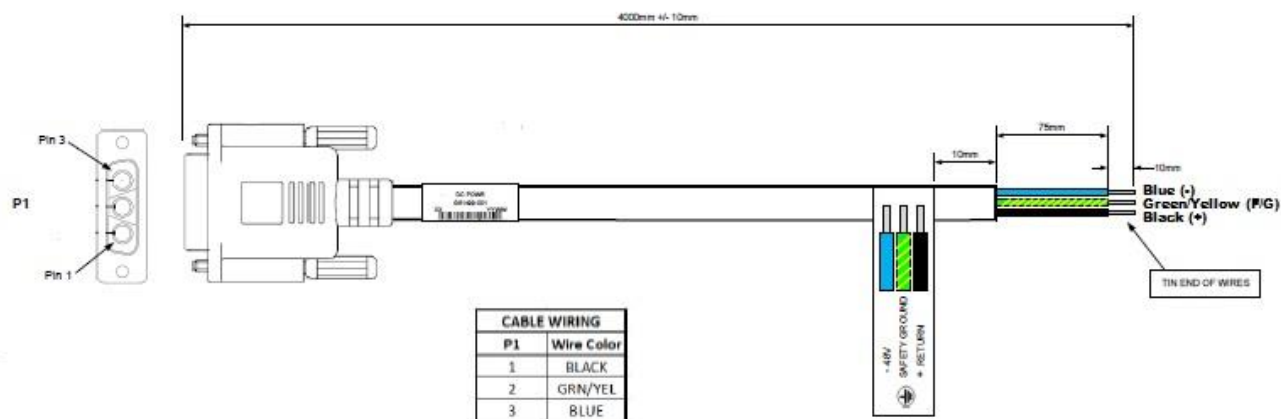 4000mm +/- 10mm
Pin 3
P1
Pin 1
DC POWR
75mm
10mm
10mm
Blue (-)
Green/Yellow (F/G)
Black (+)
TIN END OF WIRES
- 48V
SAFETY GROUND
+ RETURN
CABLE WIRING
P1 Wire Color
1 BLACK
2 GRN/YEL
3 BLUE